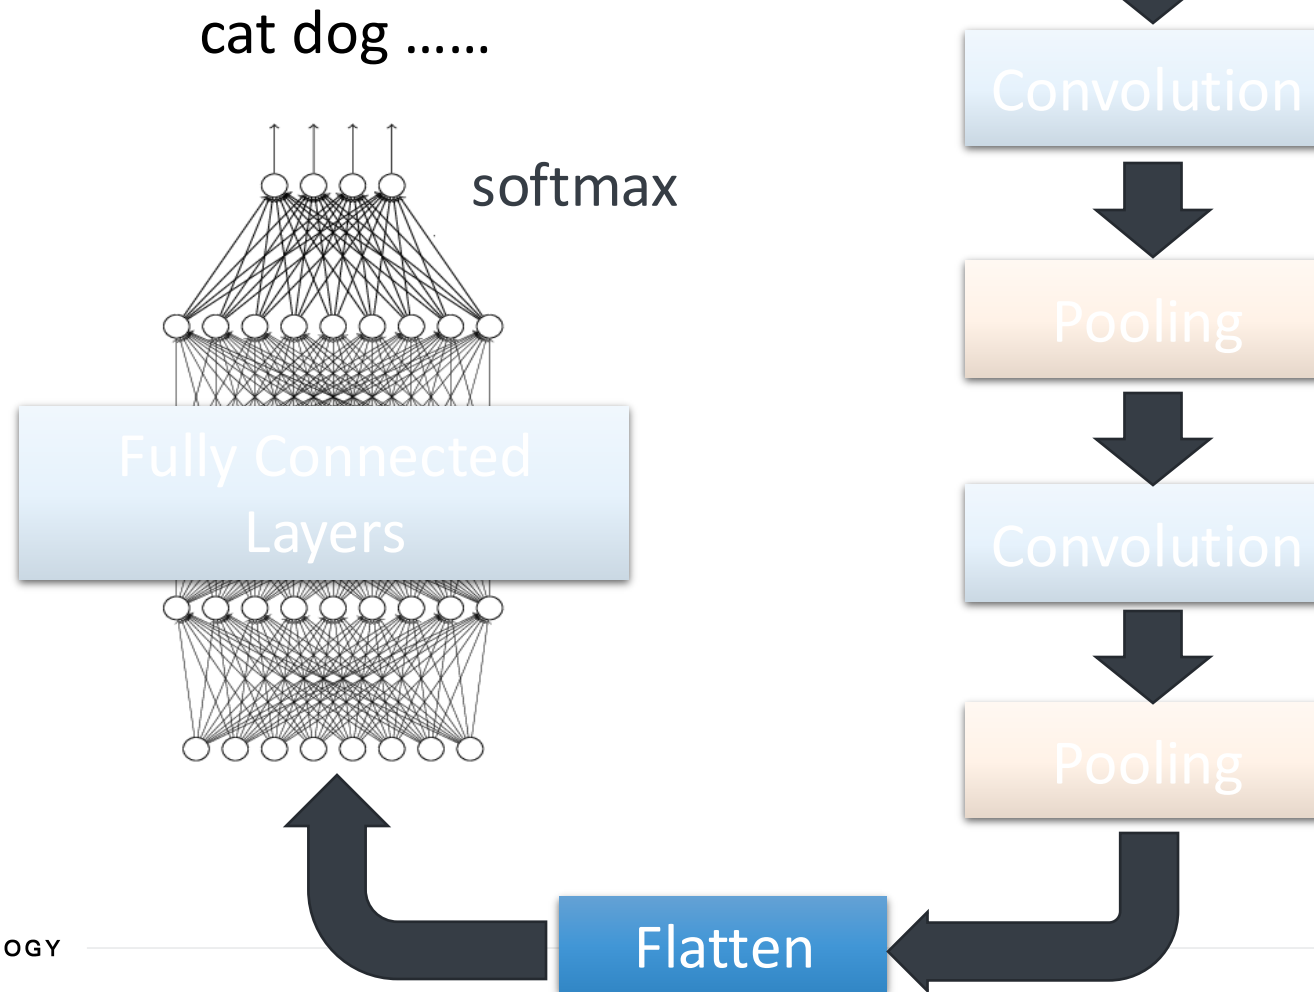 cat dog ......
softmax
Fully Connected
Layers
Convolution
Pooling
Convolution
Pooling
Flatten
OGY